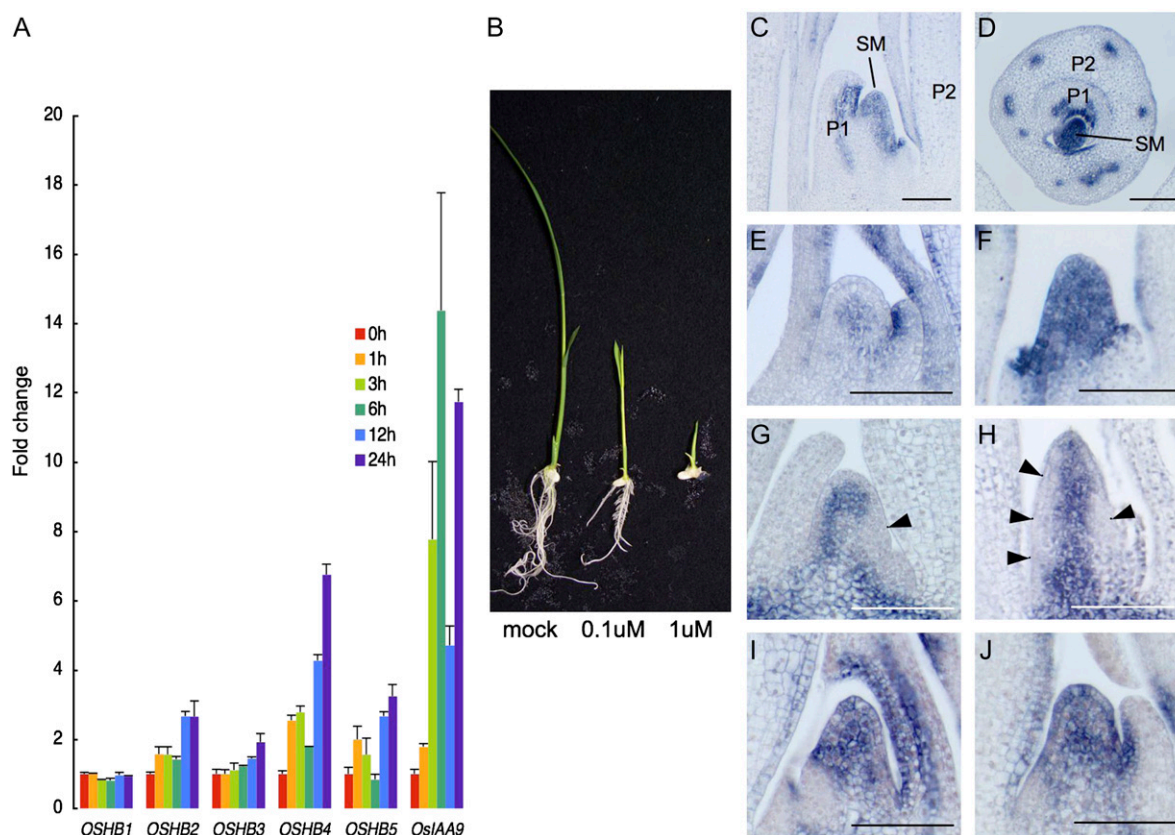 A
Fold change
20
18
16
14
12
10
8
6
4
2
0
0h
1h
3h
6h
12h
24h
OSHB1 OSHB2 OSHB3 OSHB4 OSHB5 OsIAA9
B
mock 0.1uM 1uM
C
SM
P1
P2
D
P2
P1
SM
E
F
G
H
I
J